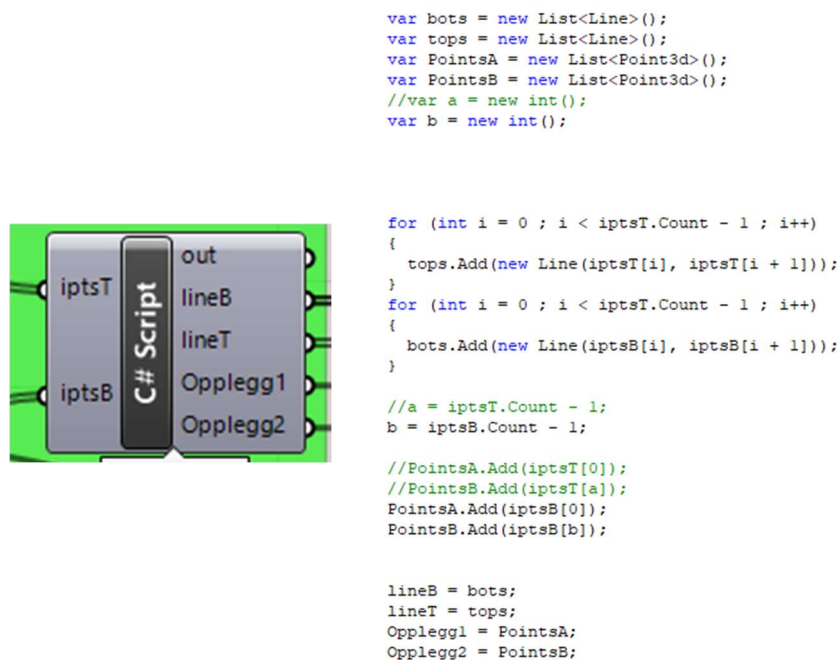 var bots = new List<Line>();
var tops = new List<Line>();
var PointsA = new List<Point3d>();
var PointsB = new List<Point3d>();
//var a = new int();
var b = new int();
for (int i = 0 ; i < iptsT.Count - 1 ; i++)
{
tops.Add(new Line(iptsT[i], iptsT[i + 1]));
}
for (int i = 0 ; i < iptsT.Count - 1 ; i++)
{
bots.Add(new Line(iptsB[i], iptsB[i + 1]));
}
//a = iptsT.Count - 1;
b = iptsB.Count - 1;
//PointsA.Add(iptsT[0]);
//PointsB.Add(iptsT[a]);
PointsA.Add(iptsB[0]);
PointsB.Add(iptsB[b]);
lineB = bots;
lineT = tops;
Opplegg1 = PointsA;
Opplegg2 = PointsB;
iptsT
iptsB
C# Script
out
lineB
lineT
Opplegg1
Opplegg2